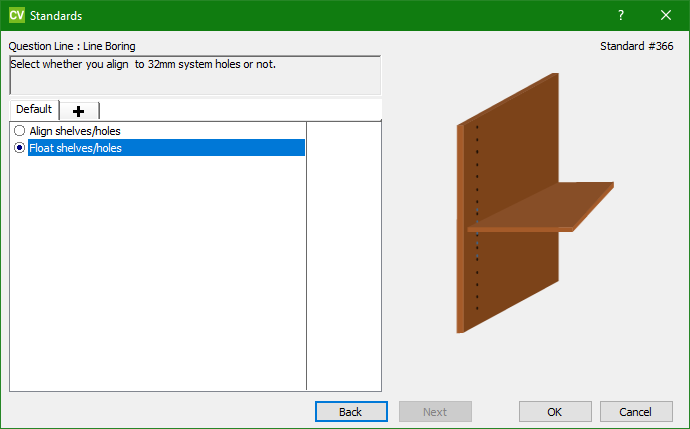 CV Standards ?
Question Line : Line Boring Standard #366
Select whether you align  to 32mm system holes or not.
Default +
Align shelves/holes
Float shelves/holes
Back Next OK Cancel